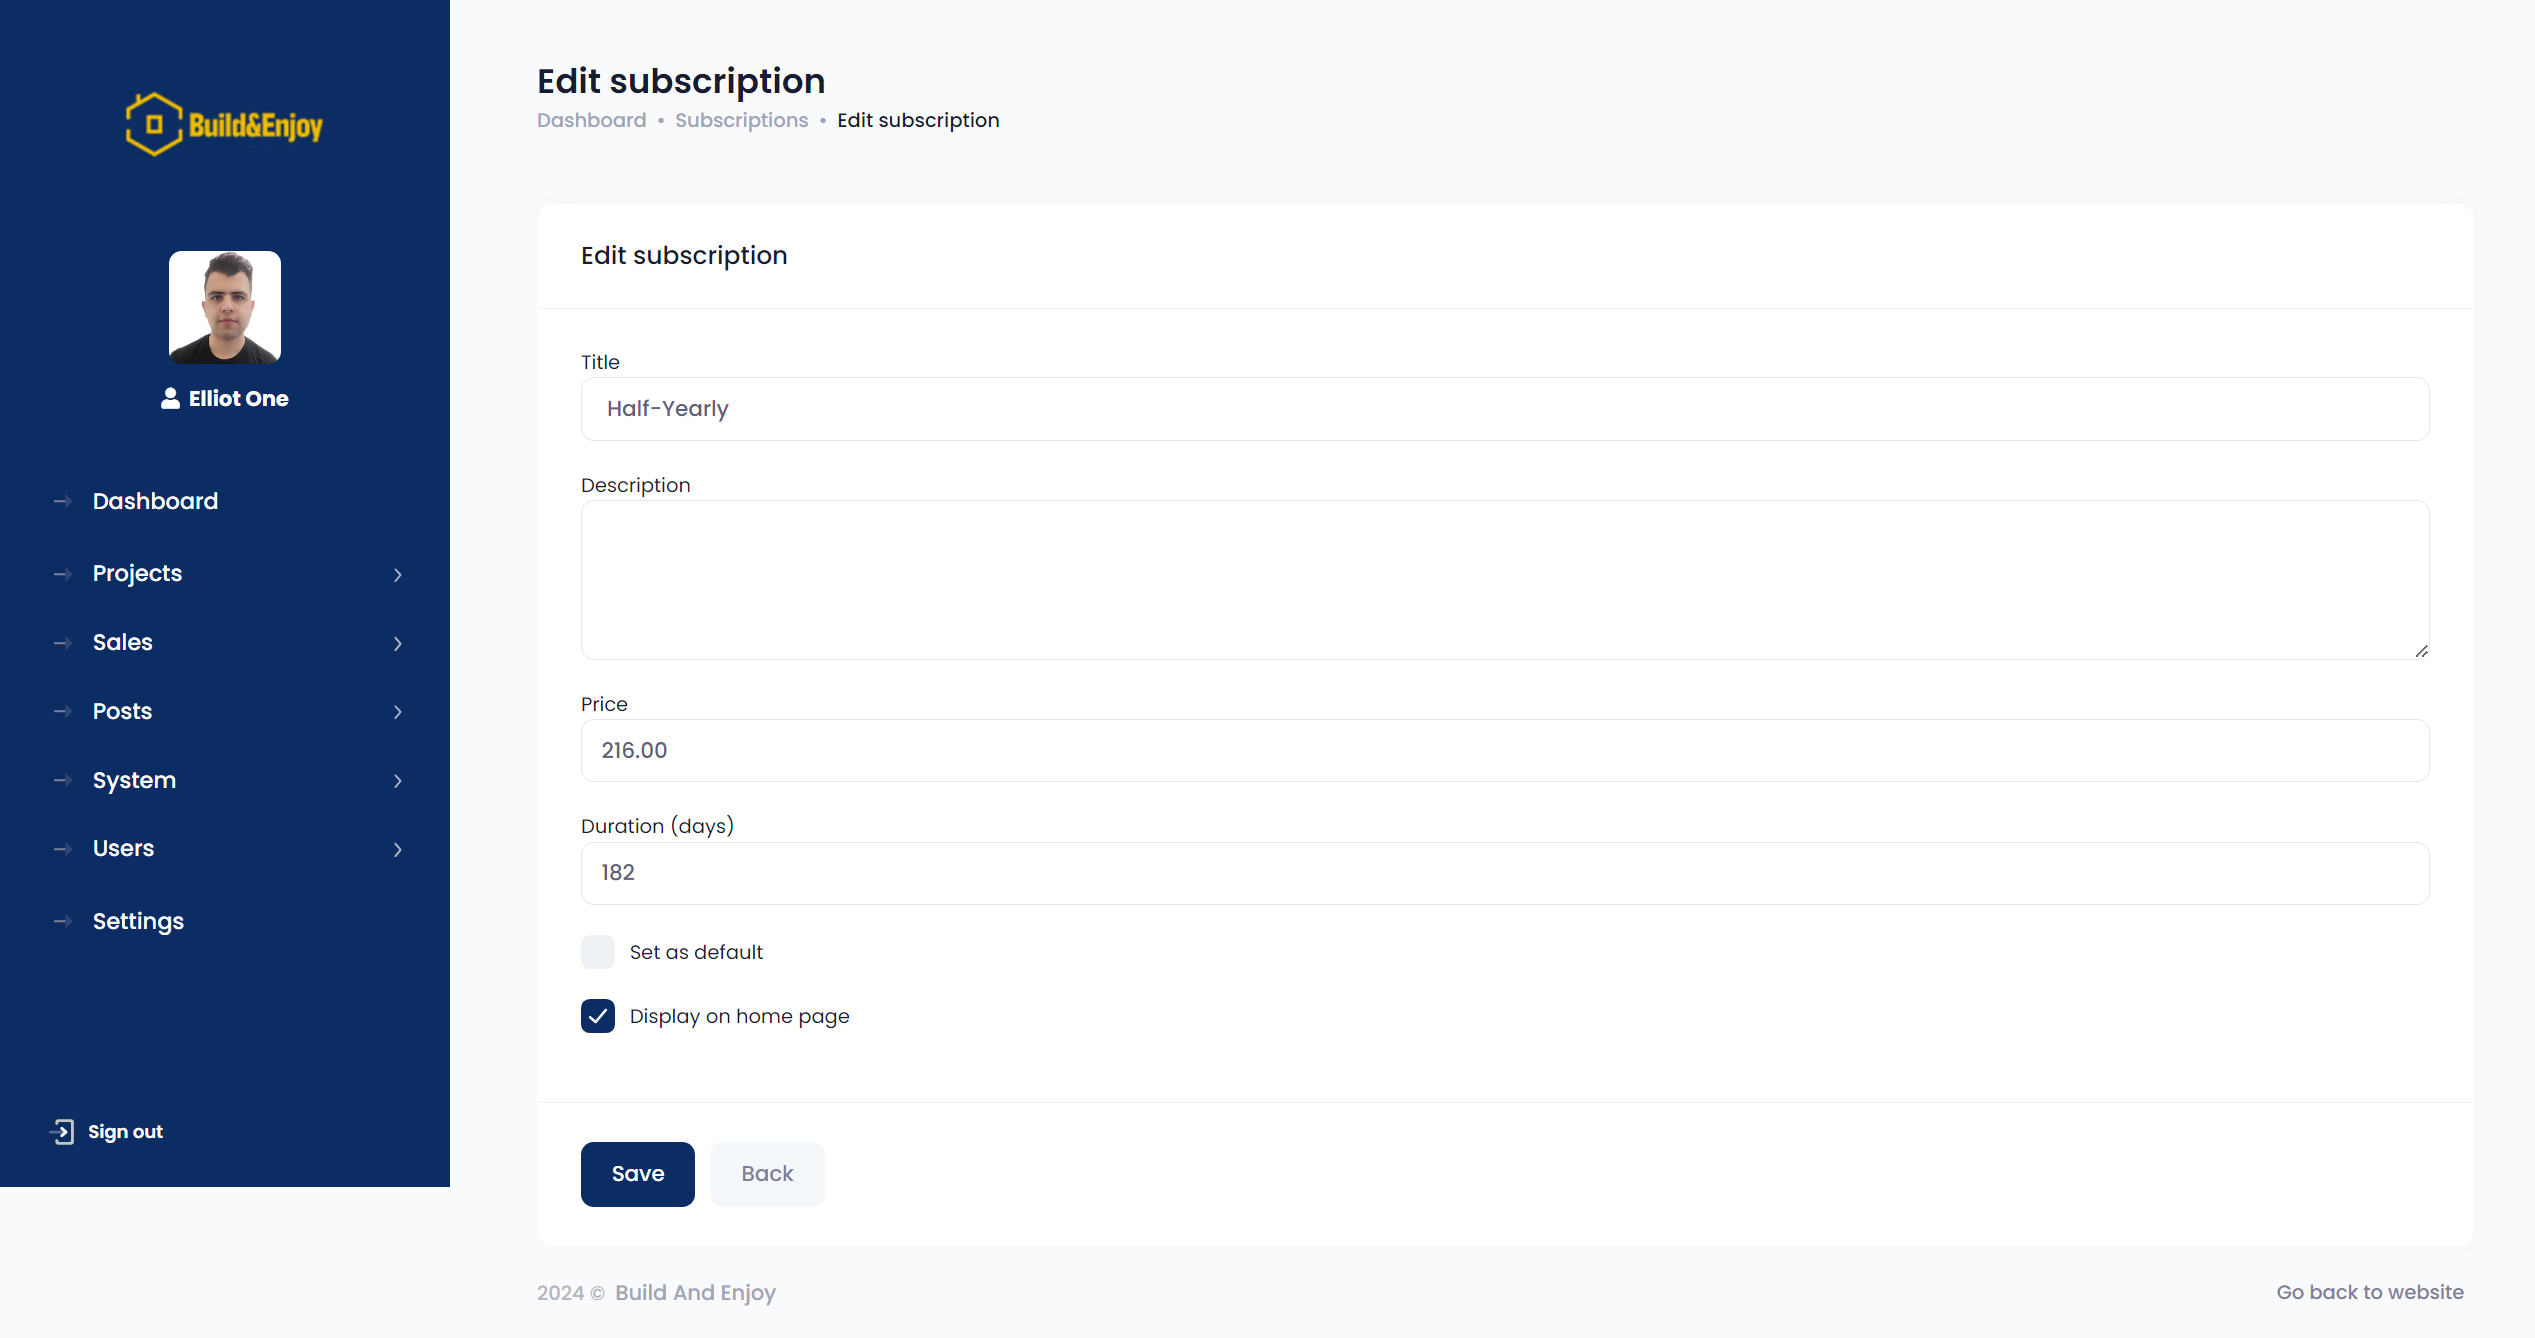 Build&Enjoy
Elliot One
Dashboard
Projects
Sales
Posts
System
Users
Settings
Sign out
Edit subscription
Dashboard • Subscriptions • Edit subscription
Edit subscription
Title
Half-Yearly
Description
Price
216.00
Duration (days)
182
Set as default
Display on home page
Save Back
2024 © Build And Enjoy
Go back to website